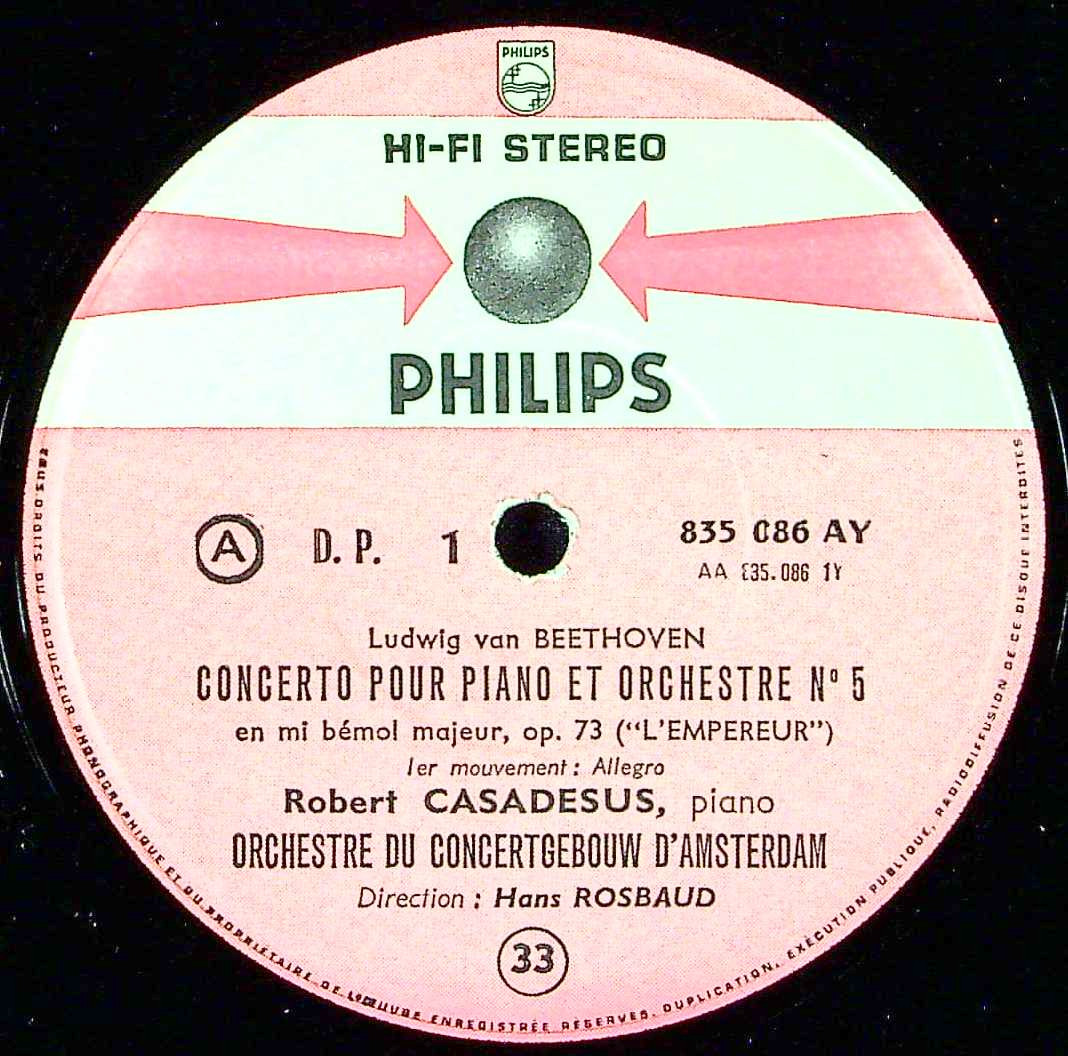 PHILIPS
HI-FI STEREO
PHILIPS
A D. P. 1 835 086 AY
AA 835.086 1Y
Ludwig van BEETHOVEN
CONCERTO POUR PIANO ET ORCHESTRE Nº 5
en mi bémol majeur, op. 73 (“L'EMPEREUR”)
1er mouvement : Allegro
Robert CASADESUS, piano
ORCHESTRE DU CONCERTGEBOUW D'AMSTERDAM
Direction : Hans ROSBAUD
33
TOUS DROITS DU PRODUCTEUR PHONOGRAPHIQUE ET DU PROPRIÉTAIRE DE L'ŒUVRE ENREGISTRÉE RÉSERVÉS. DUPLICATION, EXÉCUTION PUBLIQUE, RADIODIFFUSION DE CE DISQUE INTERDITES